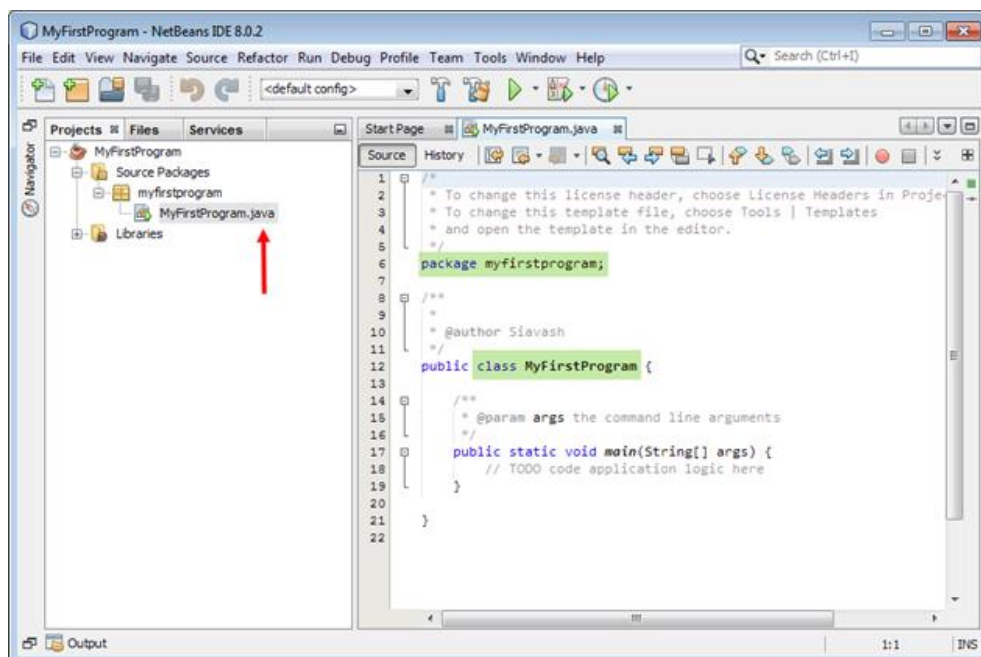 MyFirstProgram - NetBeans IDE 8.0.2
File Edit View Navigate Source Refactor Run Debug Profile Team Tools Window Help
Search (Ctrl+I)
<default config>
Projects Files Services
Navigator
MyFirstProgram
Source Packages
myfirstprogram
MyFirstProgram.java
Libraries
Start Page MyFirstProgram.java
Source History
1 /*
2  * To change this license header, choose License Headers in Proje
3  * To change this template file, choose Tools | Templates
4  * and open the template in the editor.
5  */
6 package myfirstprogram;
7
8 /**
9  *
10  * @author Siavash
11  */
12 public class MyFirstProgram {
13
14     /**
15      * @param args the command line arguments
16      */
17     public static void main(String[] args) {
18         // TODO code application logic here
19     }
20
21 }
22
Output
1:1 INS